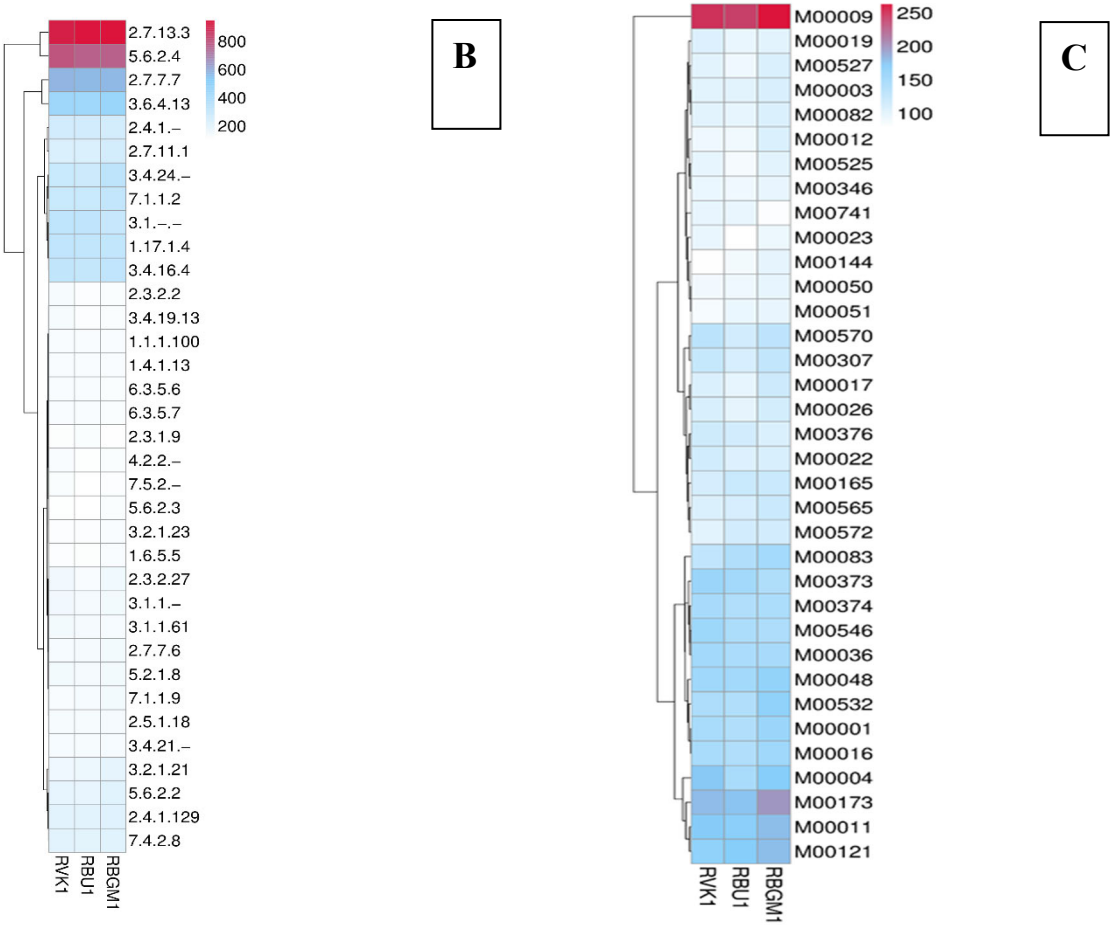 2.7.13.3
5.6.2.4
2.7.7.7
3.6.4.13
2.4.1.–
2.7.11.1
3.4.24.–
7.1.1.2
3.1.–.–
1.17.1.4
3.4.16.4
2.3.2.2
3.4.19.13
1.1.1.100
1.4.1.13
6.3.5.6
6.3.5.7
2.3.1.9
4.2.2.–
7.5.2.–
5.6.2.3
3.2.1.23
1.6.5.5
2.3.2.27
3.1.1.–
3.1.1.61
2.7.7.6
5.2.1.8
7.1.1.9
2.5.1.18
3.4.21.–
3.2.1.21
5.6.2.2
2.4.1.129
7.4.2.8
RVK1
RBU1
RBGM1
800
600
400
200
B
M00009
M00019
M00527
M00003
M00082
M00012
M00525
M00346
M00741
M00023
M00144
M00050
M00051
M00570
M00307
M00017
M00026
M00376
M00022
M00165
M00565
M00572
M00083
M00373
M00374
M00546
M00036
M00048
M00532
M00001
M00016
M00004
M00173
M00011
M00121
RVK1
RBU1
RBGM1
250
200
150
100
C